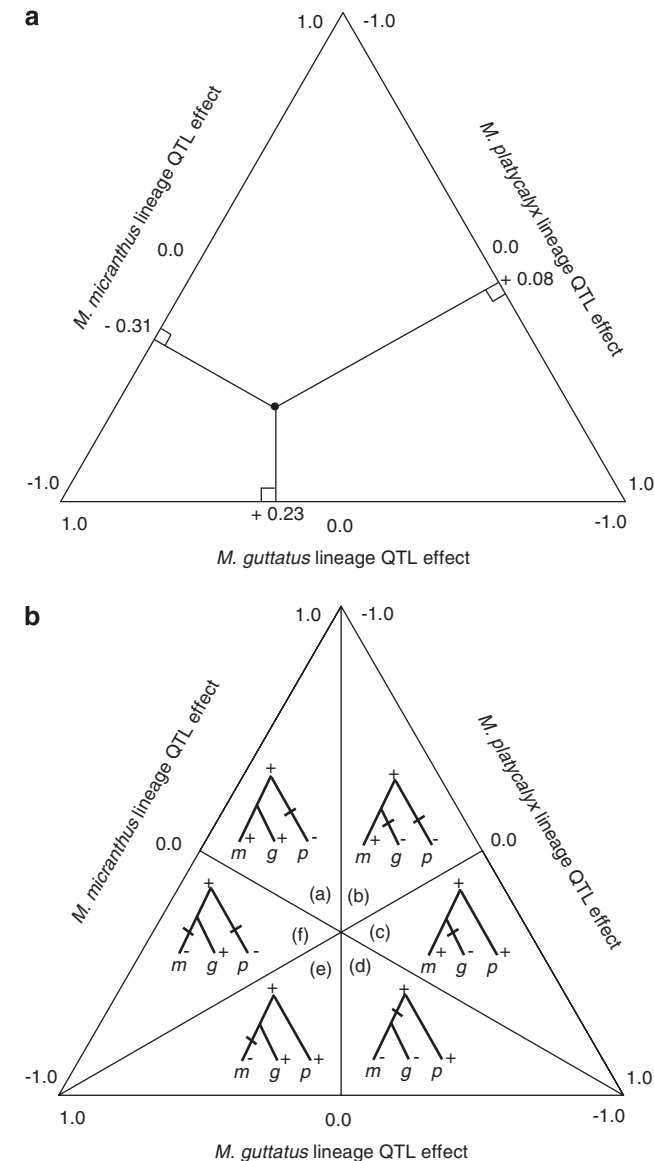 a
1.0 -1.0
M. micranthus lineage QTL effect
M. platycalyx lineage QTL effect
0.0 0.0
+ 0.08
- 0.31
-1.0 1.0
1.0 + 0.23 0.0 -1.0
M. guttatus lineage QTL effect
b
1.0 -1.0
M. micranthus lineage QTL effect
M. platycalyx lineage QTL effect
+ +
0.0 + + - + - - 0.0
m g p m g p
+ (a) (b) +
(f) (c)
- + - + - +
m g p (e) (d) m g p
+ +
- + + - - +
m g p m g p
-1.0 1.0
1.0 0.0 -1.0
M. guttatus lineage QTL effect